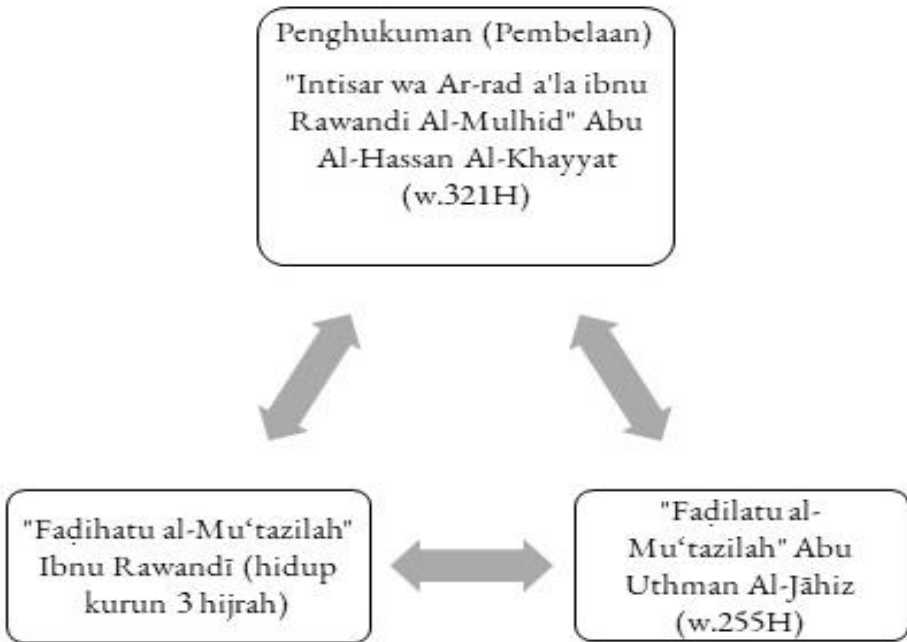 Penghukuman (Pembelaan)
"Intisar wa Ar-rad a'la ibnu
Rawandi Al-Mulhid" Abu
Al-Hassan Al-Khayyat
(w.321H)
"Faḍihatu al-Mu‘tazilah"
Ibnu Rawandī (hidup
kurun 3 hijrah)
"Faḍilatu al-
Mu‘tazilah" Abu
Uthman Al-Jāhiz
(w.255H)